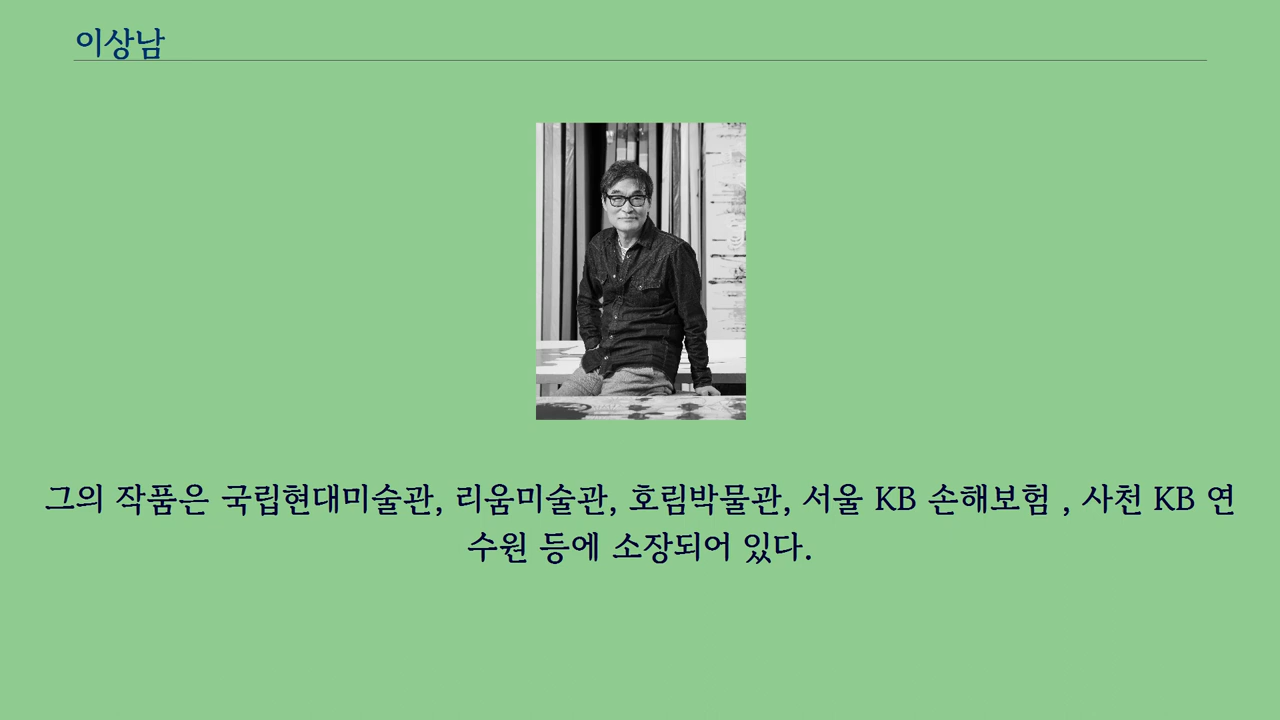 이상남
그의 작품은 국립현대미술관, 리움미술관, 호림박물관, 서울 KB 손해보험 , 사천 KB 연
수원 등에 소장되어 있다.